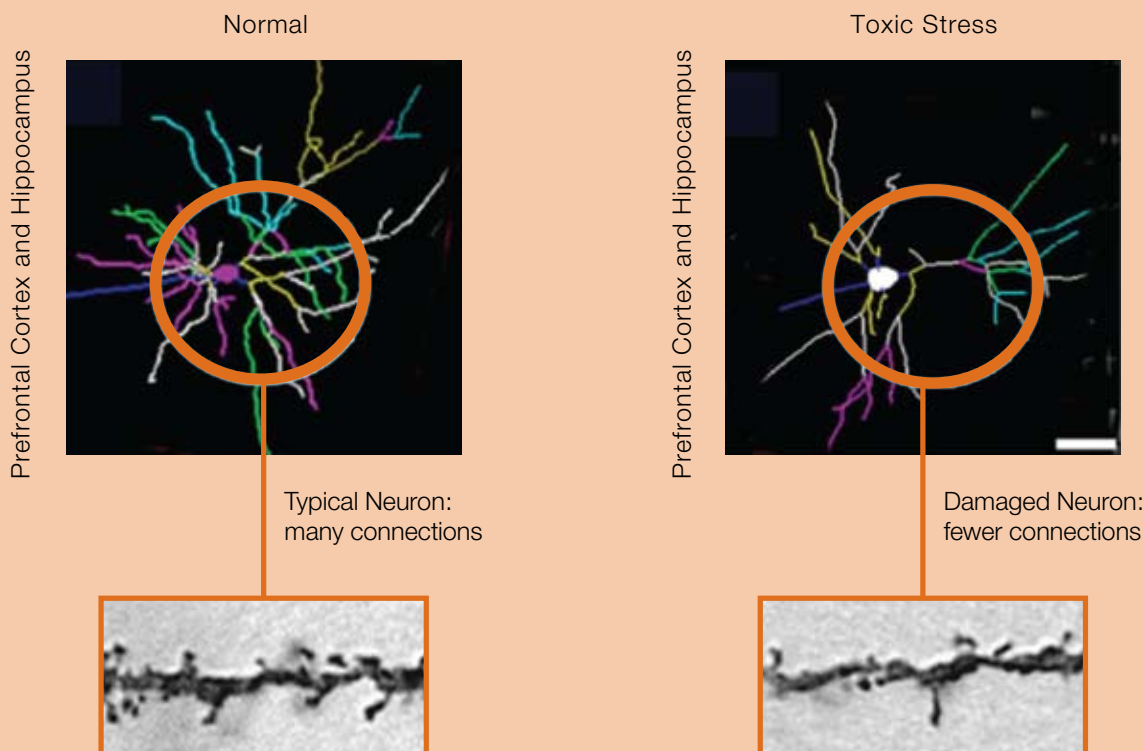 Normal
Toxic Stress
Prefrontal Cortex and Hippocampus
Prefrontal Cortex and Hippocampus
Typical Neuron:
many connections
Damaged Neuron:
fewer connections